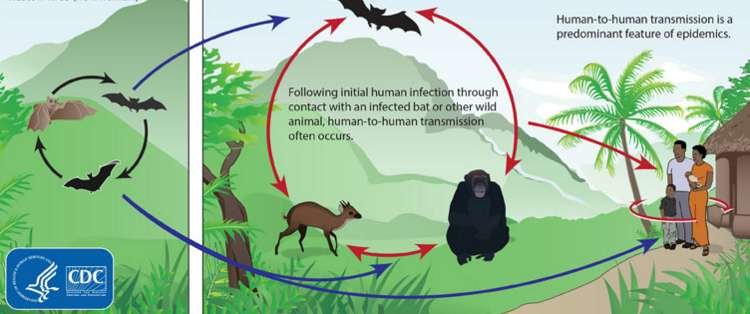 Human-to-human transmission is a
predominant feature of epidemics.
Following initial human infection through
contact with an infected bat or other wild
animal, human-to-human transmission
often occurs.
CDC